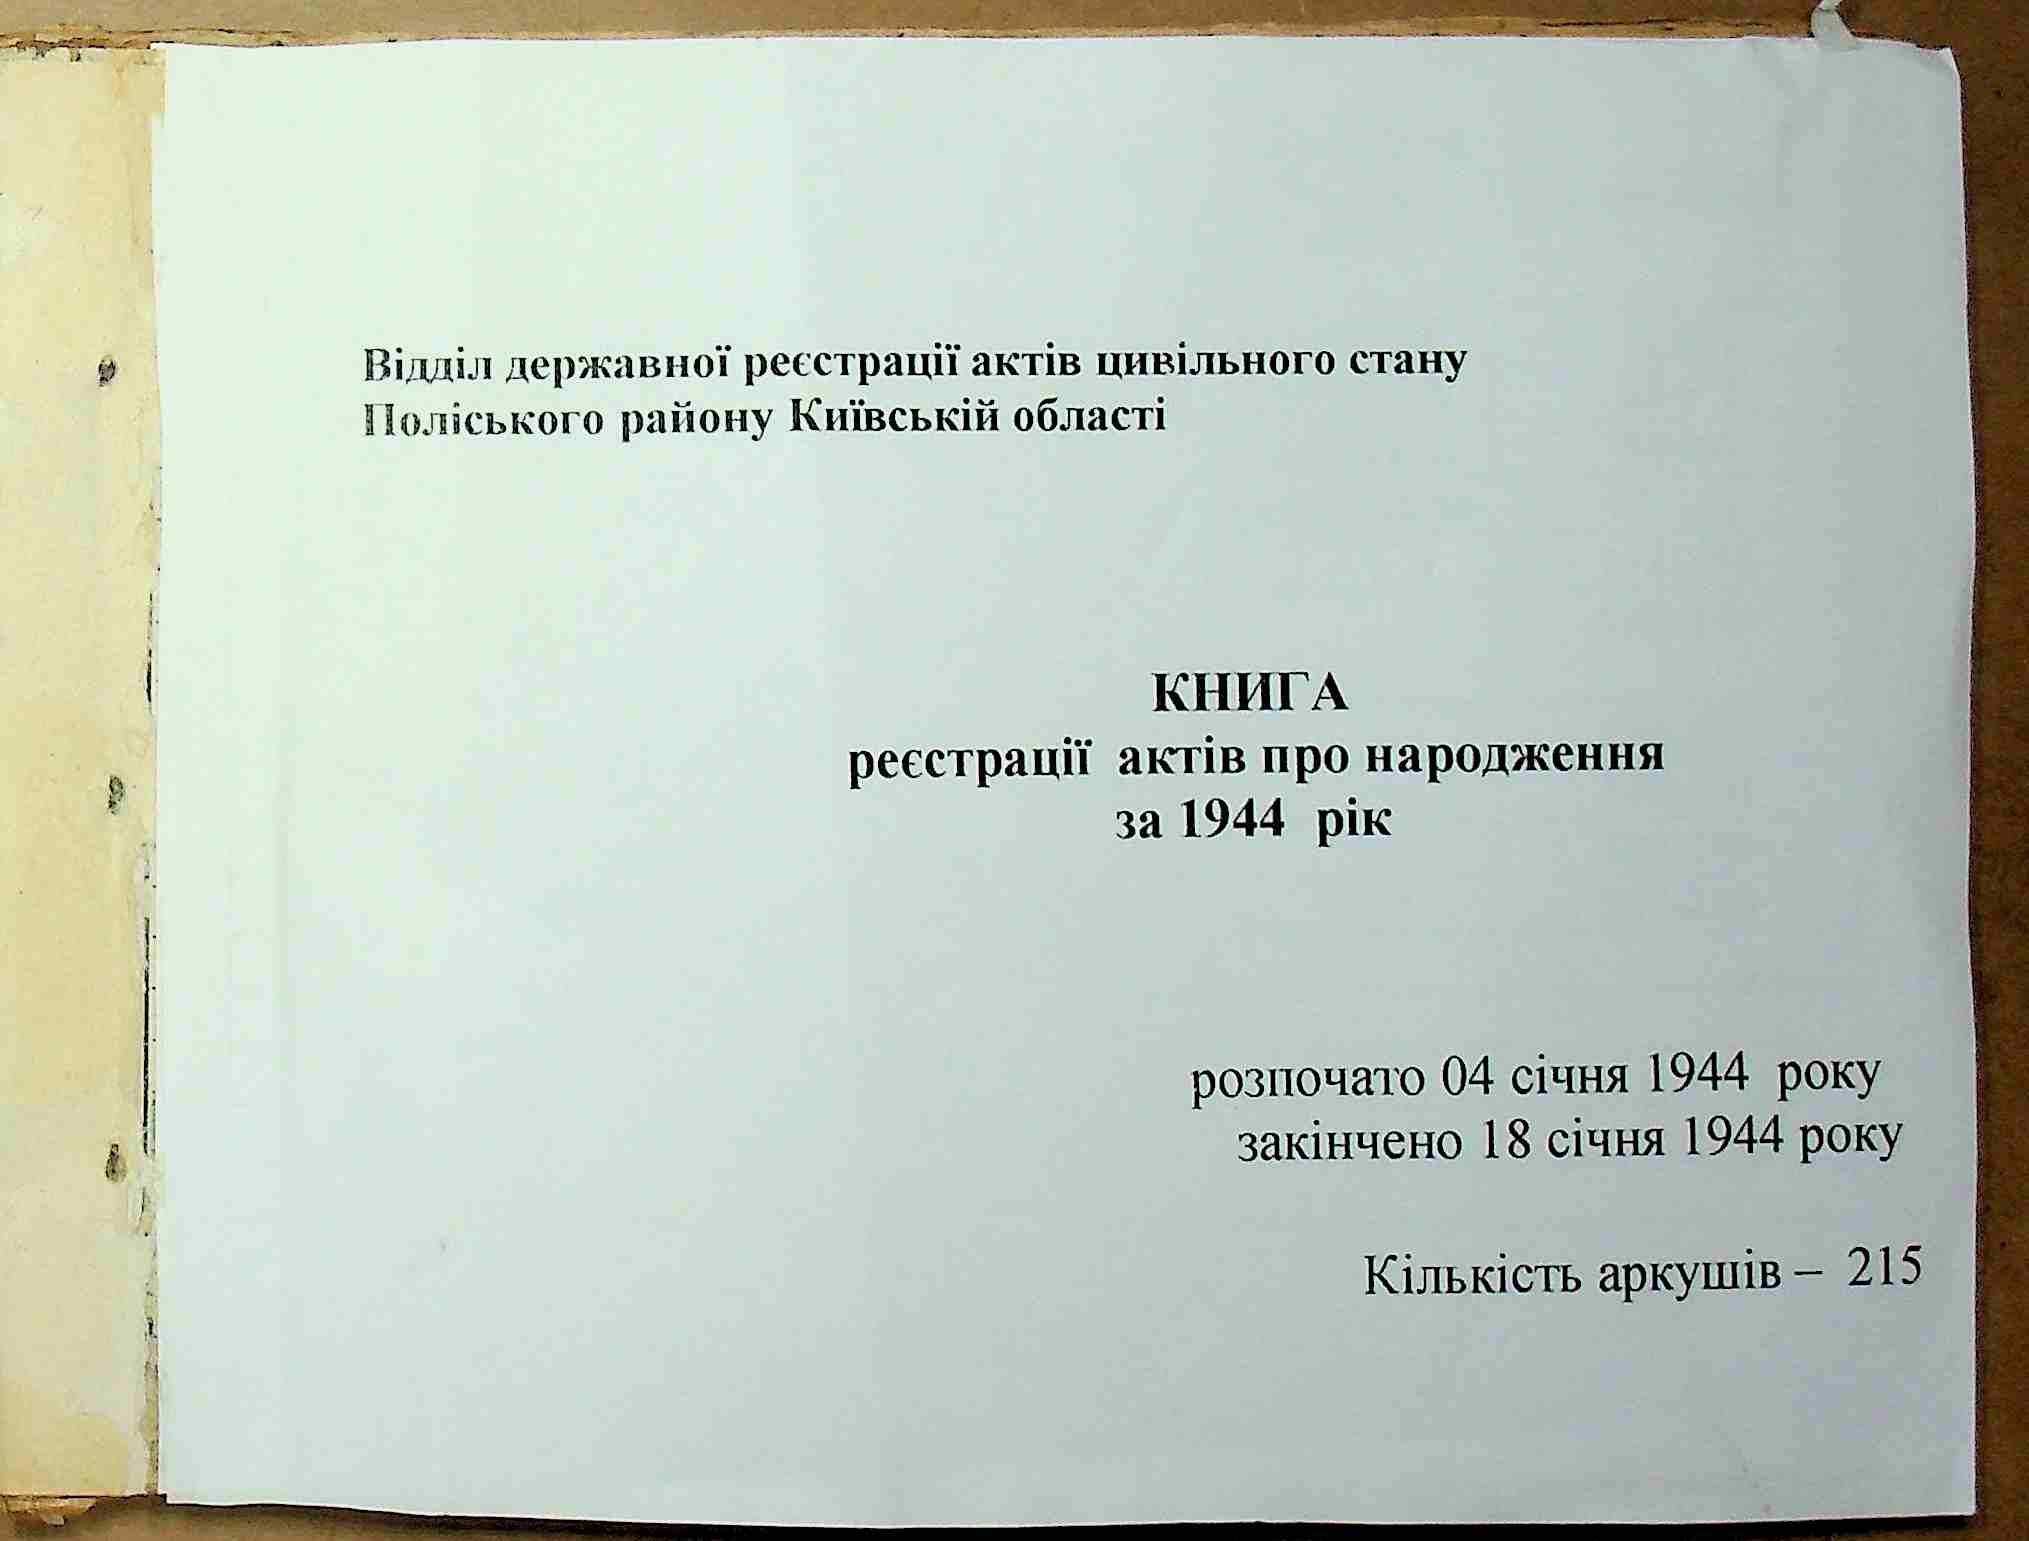 Відділ державної реєстрації актів цивільного стану
Поліського району Київській області
КНИГА
реєстрації актів про народження
за 1944 рік
розпочато 04 січня 1944 року
закінчено 18 січня 1944 року
Кількість аркушів – 215